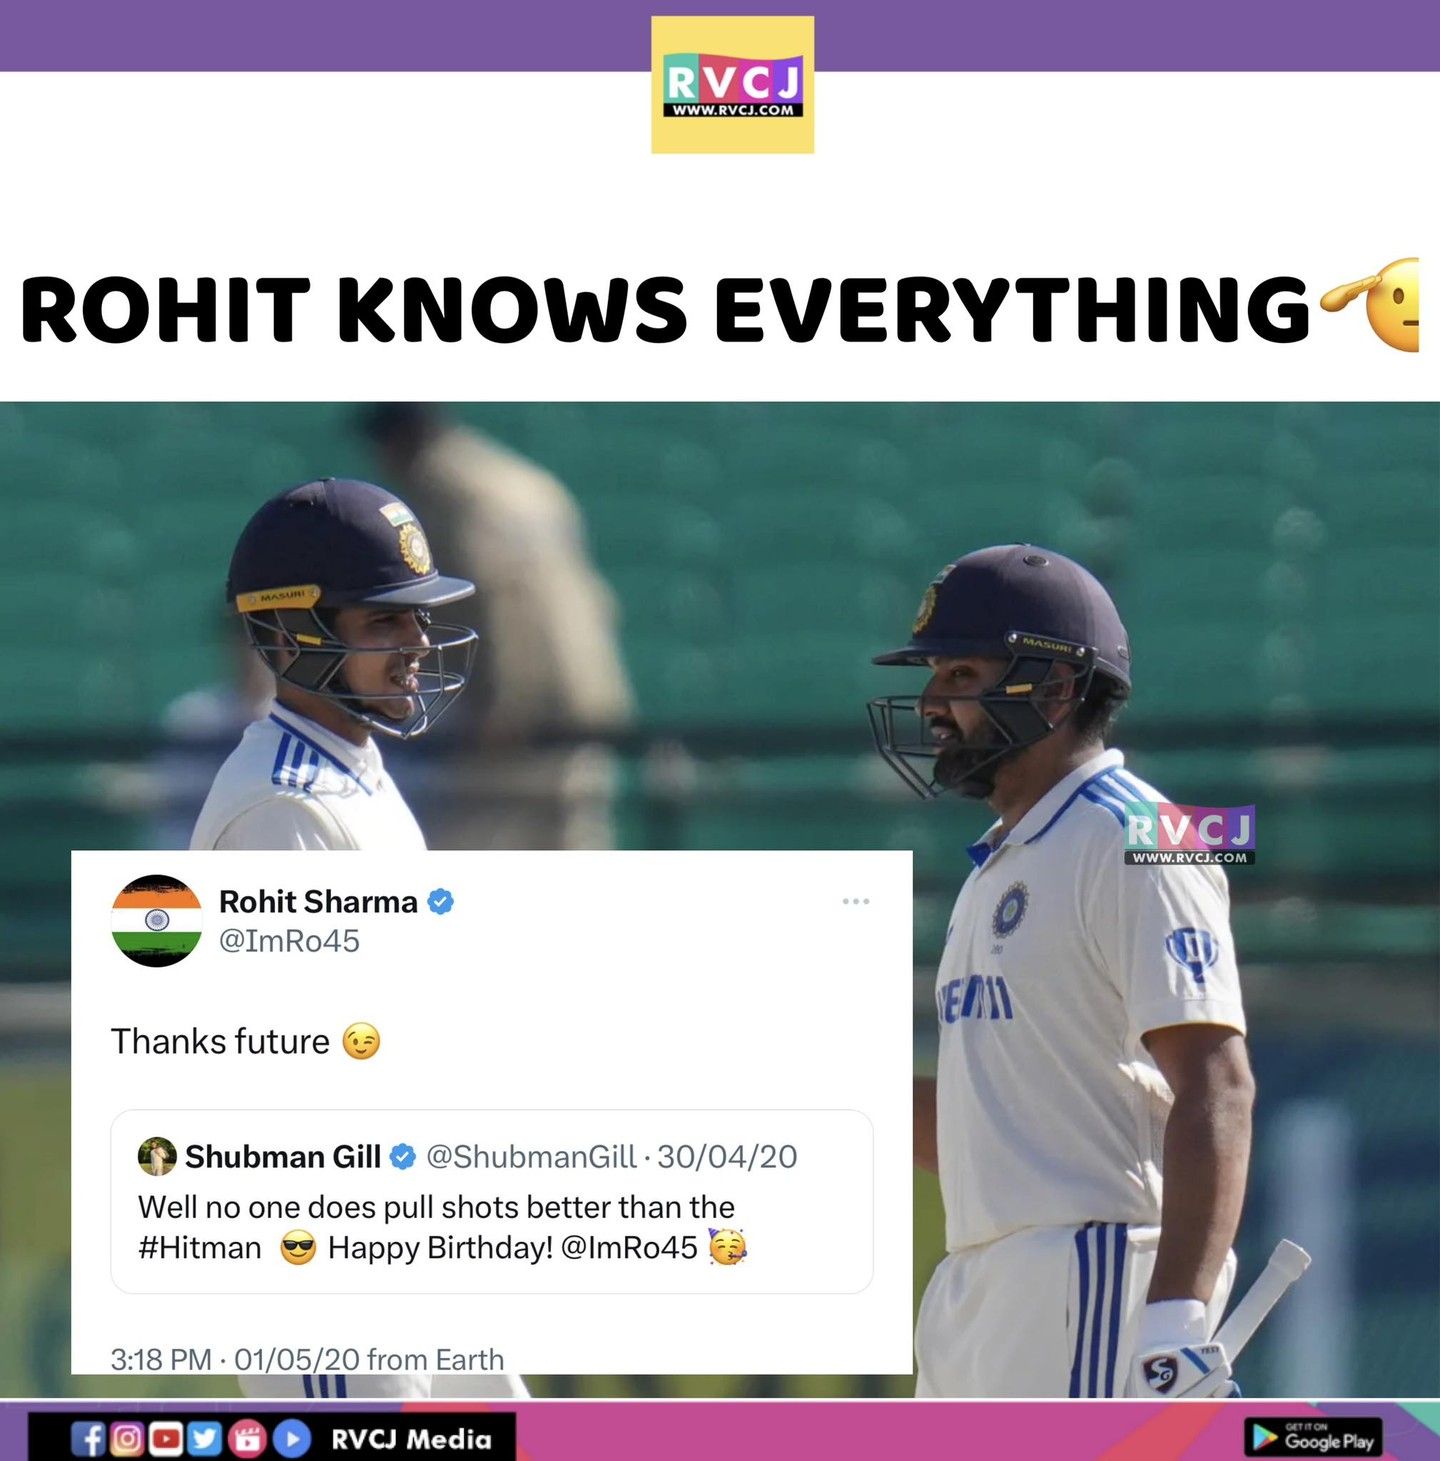 RVCJ
WWW.RVCJ.COM
ROHIT KNOWS EVERYTHING
MASURI
MASURI
RVCJ
WWW.RVCJ.COM
Rohit Sharma
@ImRo45
Thanks future 😉
Shubman Gill @ShubmanGill · 30/04/20
Well no one does pull shots better than the
#Hitman 😎 Happy Birthday! @ImRo45 🥳
3:18 PM · 01/05/20 from Earth
TEST
SG
RVCJ Media
GET IT ON
Google Play